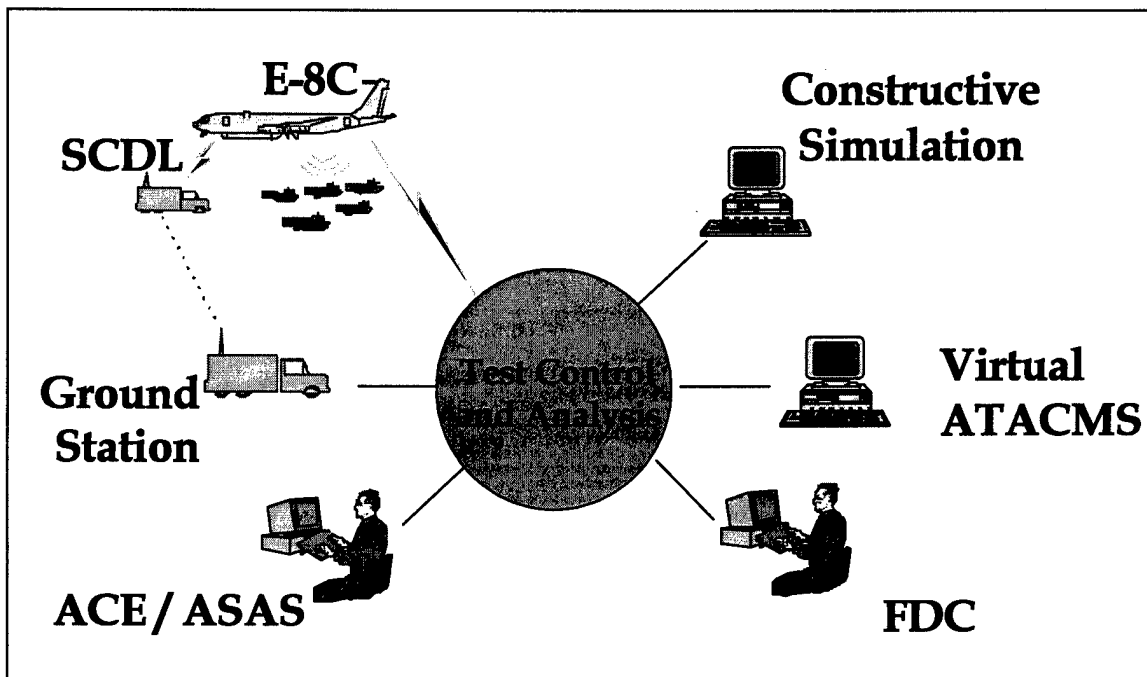 E-8C
SCDL
Constructive
Simulation
Test Control
and Analysis
Ground
Station
Virtual
ATACMS
ACE / ASAS
FDC